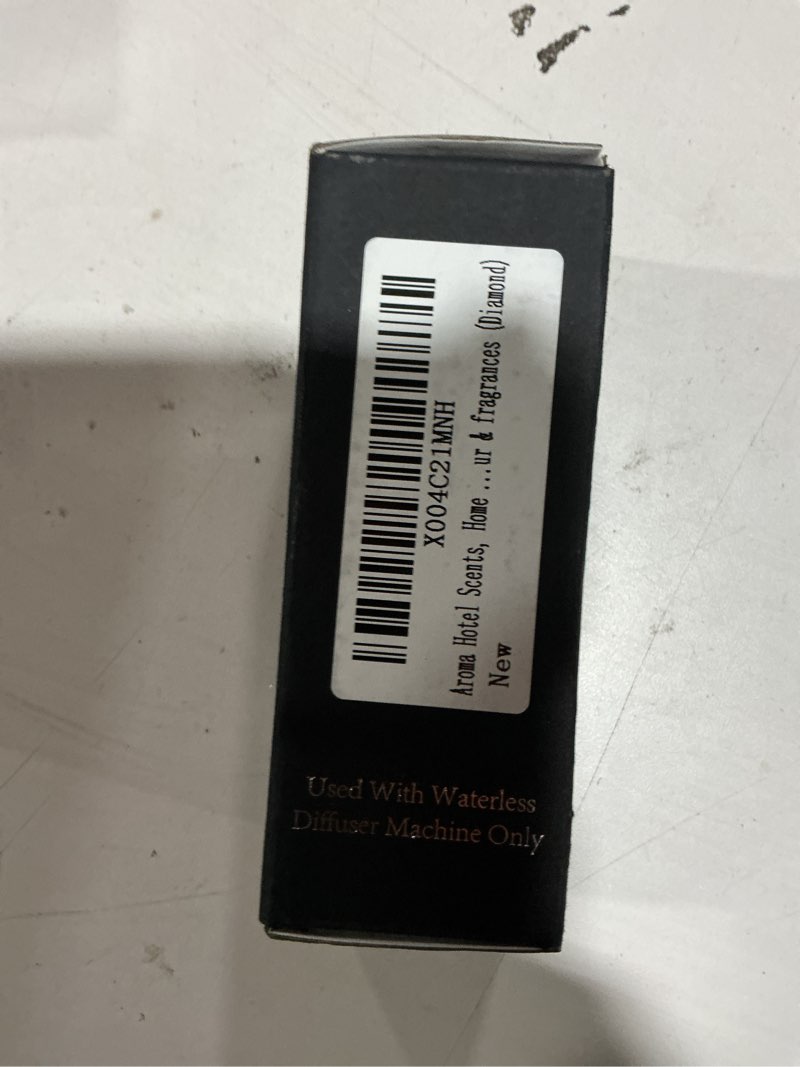 X004C21MNH
Aroma Hotel Scents, Home ...ur & fragrances (Diamond)
New
Used With Waterless
Diffuser Machine Only